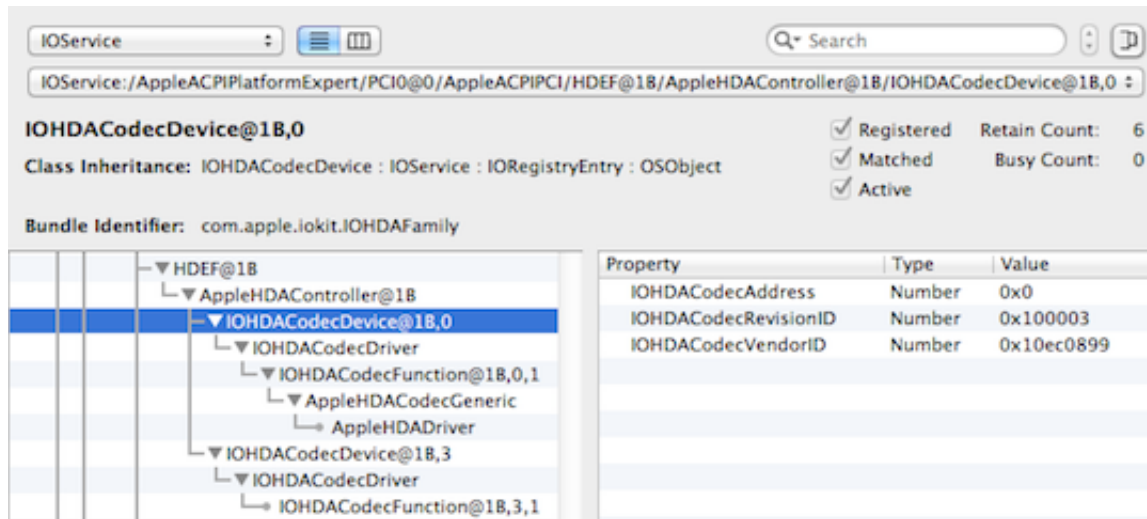 IOService
Search
IOService:/AppleACPIPlatformExpert/PCI0@0/AppleACPIPCI/HDEF@1B/AppleHDAController@1B/IOHDACodecDevice@1B,0
IOHDACodecDevice@1B,0
Registered Retain Count: 6
Class Inheritance: IOHDACodecDevice : IOService : IORegistryEntry : OSObject
Matched Busy Count: 0
Active
Bundle Identifier: com.apple.iokit.IOHDAFamily
Property Type Value
HDEF@1B
IOHDACodecAddress Number 0x0
AppleHDAController@1B
IOHDACodecRevisionID Number 0x100003
IOHDACodecDevice@1B,0
IOHDACodecVendorID Number 0x10ec0899
IOHDACodecDriver
IOHDACodecFunction@1B,0,1
AppleHDACodecGeneric
AppleHDADriver
IOHDACodecDevice@1B,3
IOHDACodecDriver
IOHDACodecFunction@1B,3,1